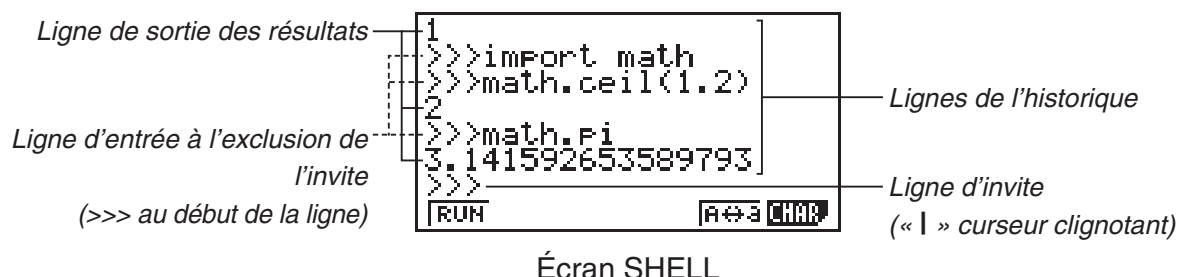 Ligne de sortie des résultats
Ligne d'entrée à l'exclusion de
l'invite
(>>> au début de la ligne)
1
>>>import math
>>>math.ceil(1.2)
2
>>>math.pi
3.141592653589793
>>>
RUN A↔a CHAR
Lignes de l'historique
Ligne d'invite
(« I » curseur clignotant)
Écran SHELL